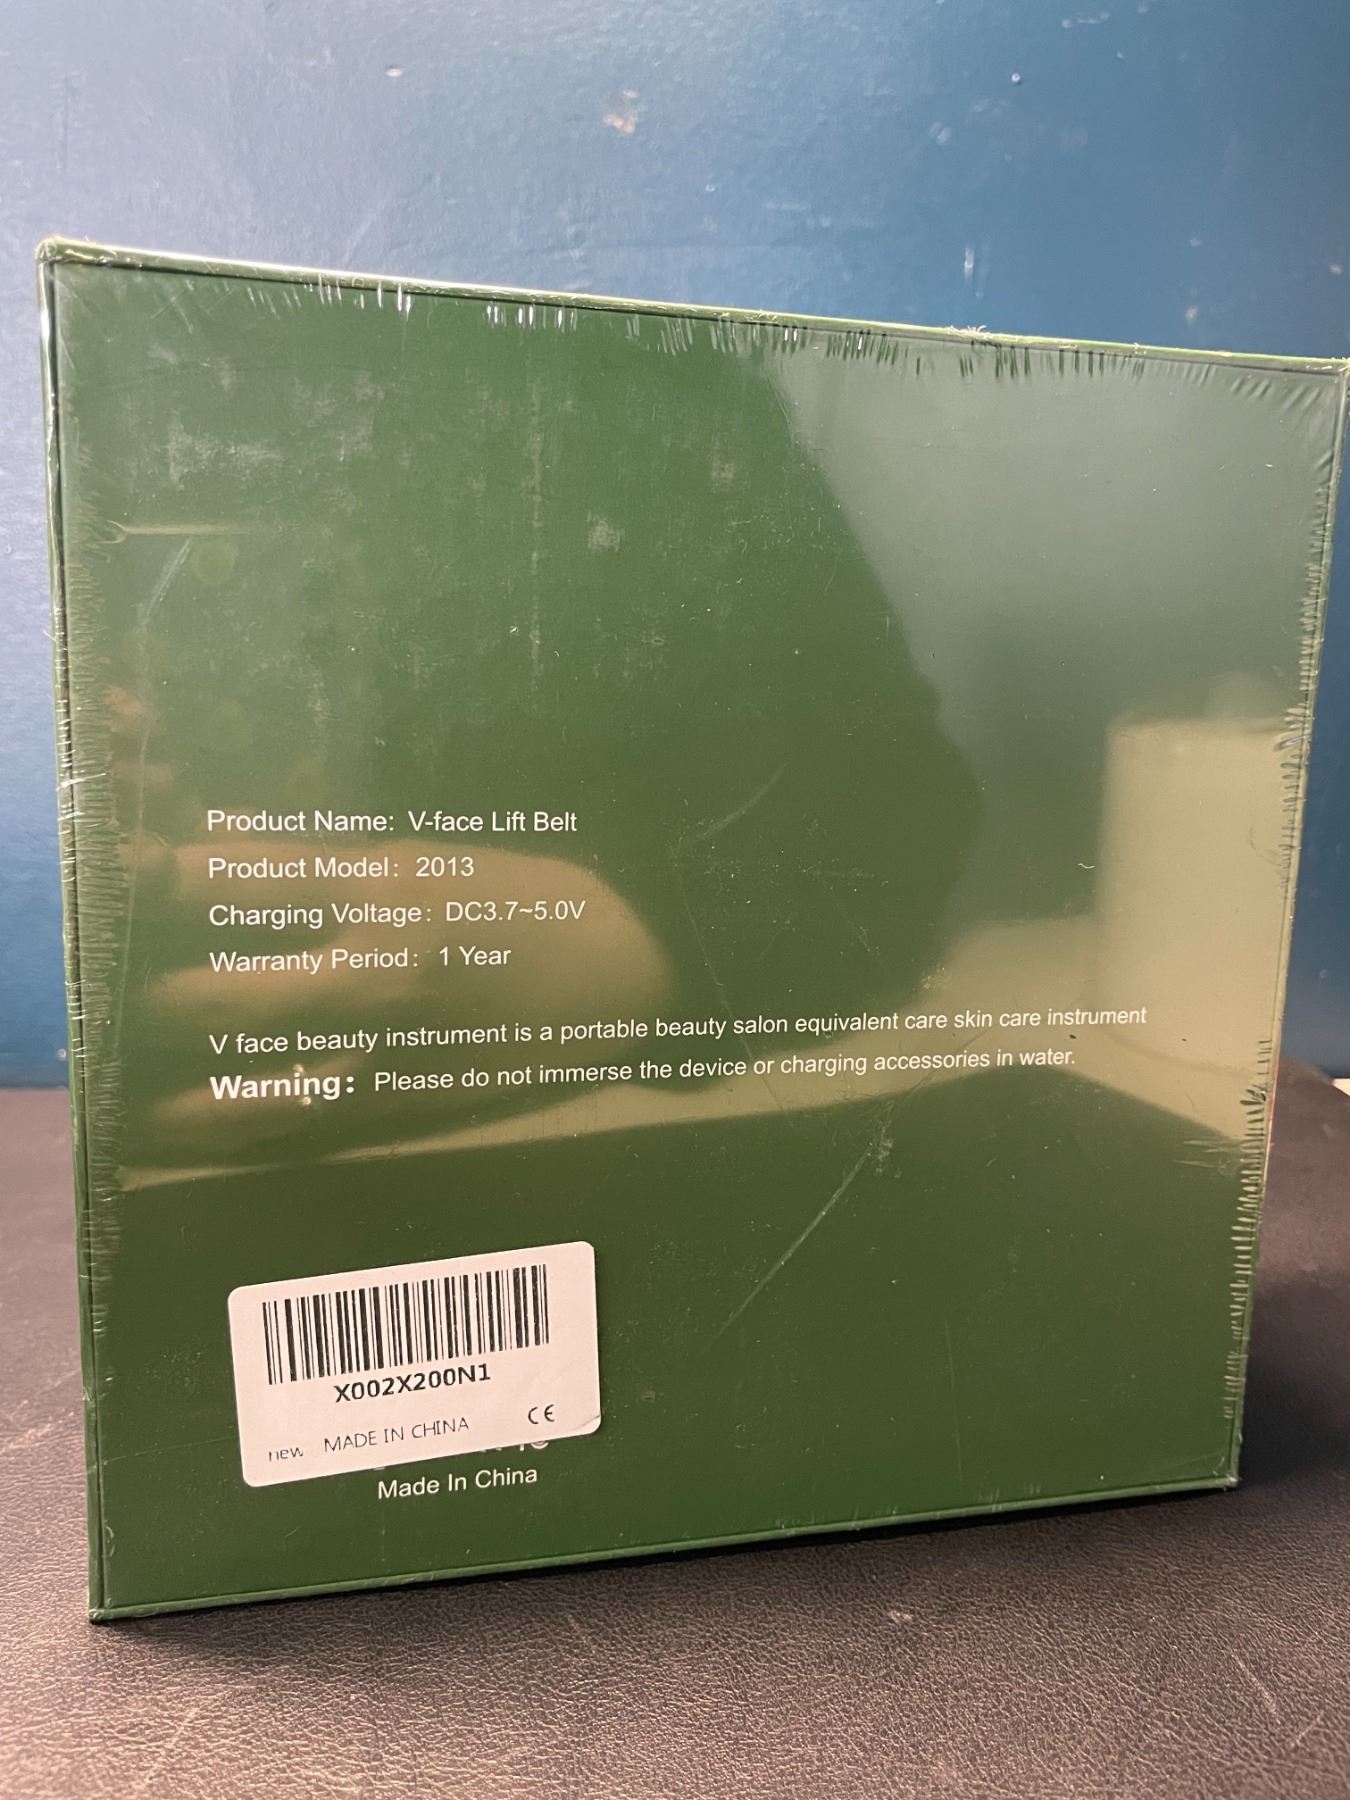 Product Name: V-face Lift Belt
Product Model: 2013
Charging Voltage: DC3.7~5.0V
Warranty Period: 1 Year
V face beauty instrument is a portable beauty salon equivalent care skin care instrument
Warning: Please do not immerse the device or charging accessories in water.
X002X200N1
new MADE IN CHINA CE
Made In China